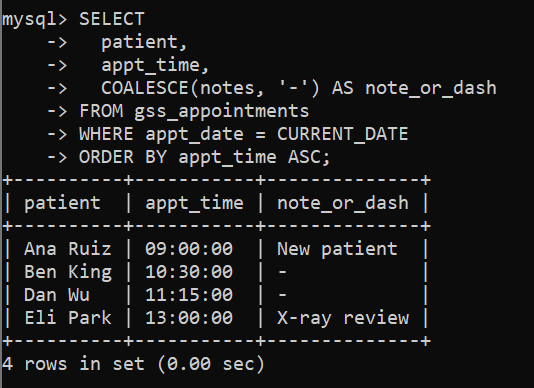 mysql> SELECT
    ->   patient,
    ->   appt_time,
    ->   COALESCE(notes, '-') AS note_or_dash
    -> FROM gss_appointments
    -> WHERE appt_date = CURRENT_DATE
    -> ORDER BY appt_time ASC;
+----------+-----------+--------------+
| patient  | appt_time | note_or_dash |
+----------+-----------+--------------+
| Ana Ruiz | 09:00:00  | New patient  |
| Ben King | 10:30:00  | -            |
| Dan Wu   | 11:15:00  | -            |
| Eli Park | 13:00:00  | X-ray review |
+----------+-----------+--------------+
4 rows in set (0.00 sec)